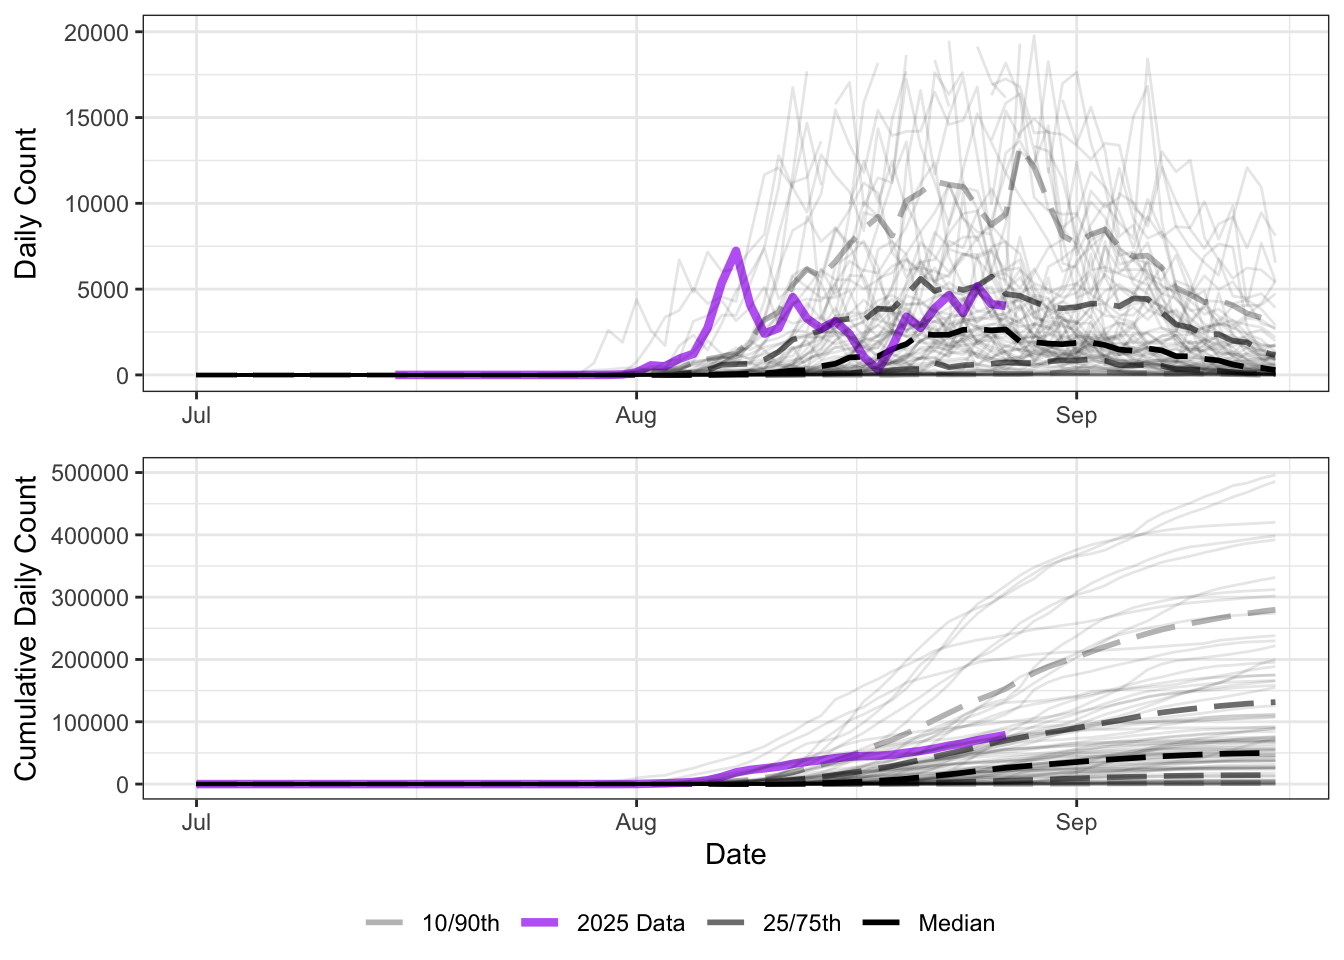 Daily Count
20000
15000
10000
5000
0
Jul Aug Sep
Cumulative Daily Count
500000
400000
300000
200000
100000
0
Jul Aug Sep
Date
10/90th 2025 Data 25/75th Median